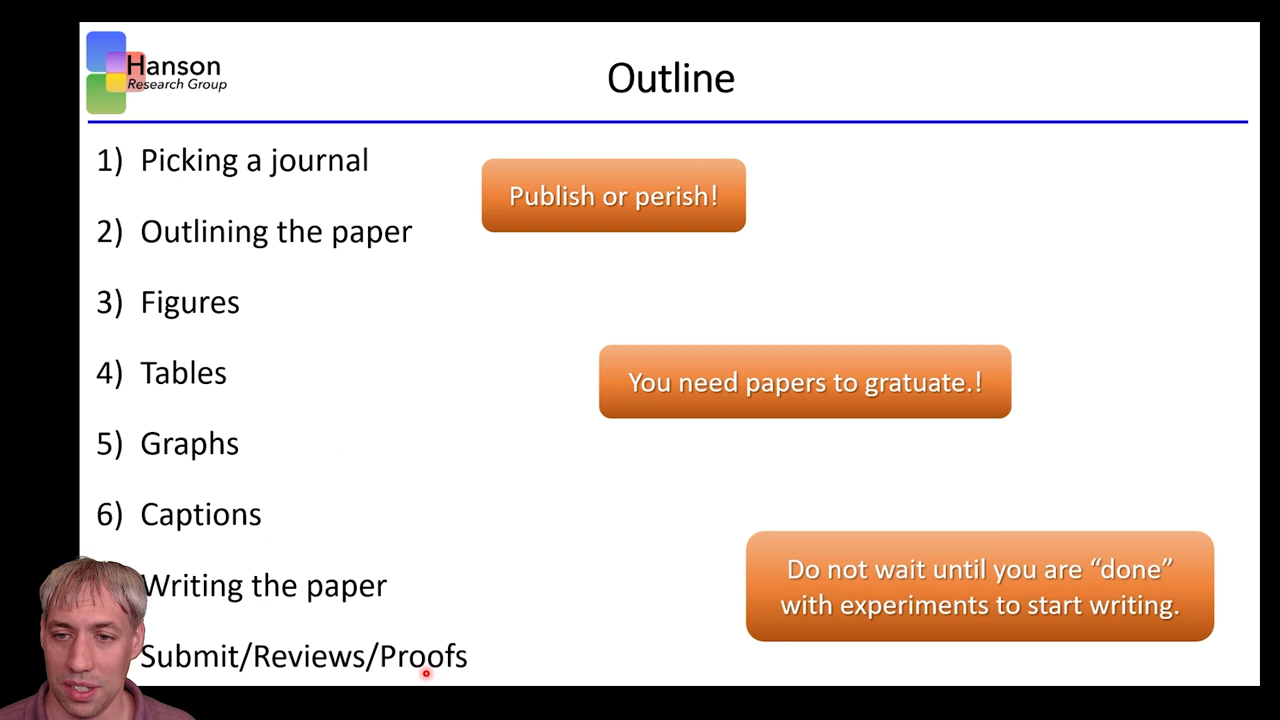 Hanson
Research Group
Outline
1) Picking a journal
Publish or perish!
2) Outlining the paper
3) Figures
4) Tables
You need papers to gratuate.!
5) Graphs
6) Captions
Do not wait until you are “done”
with experiments to start writing.
Writing the paper
Submit/Reviews/Proofs